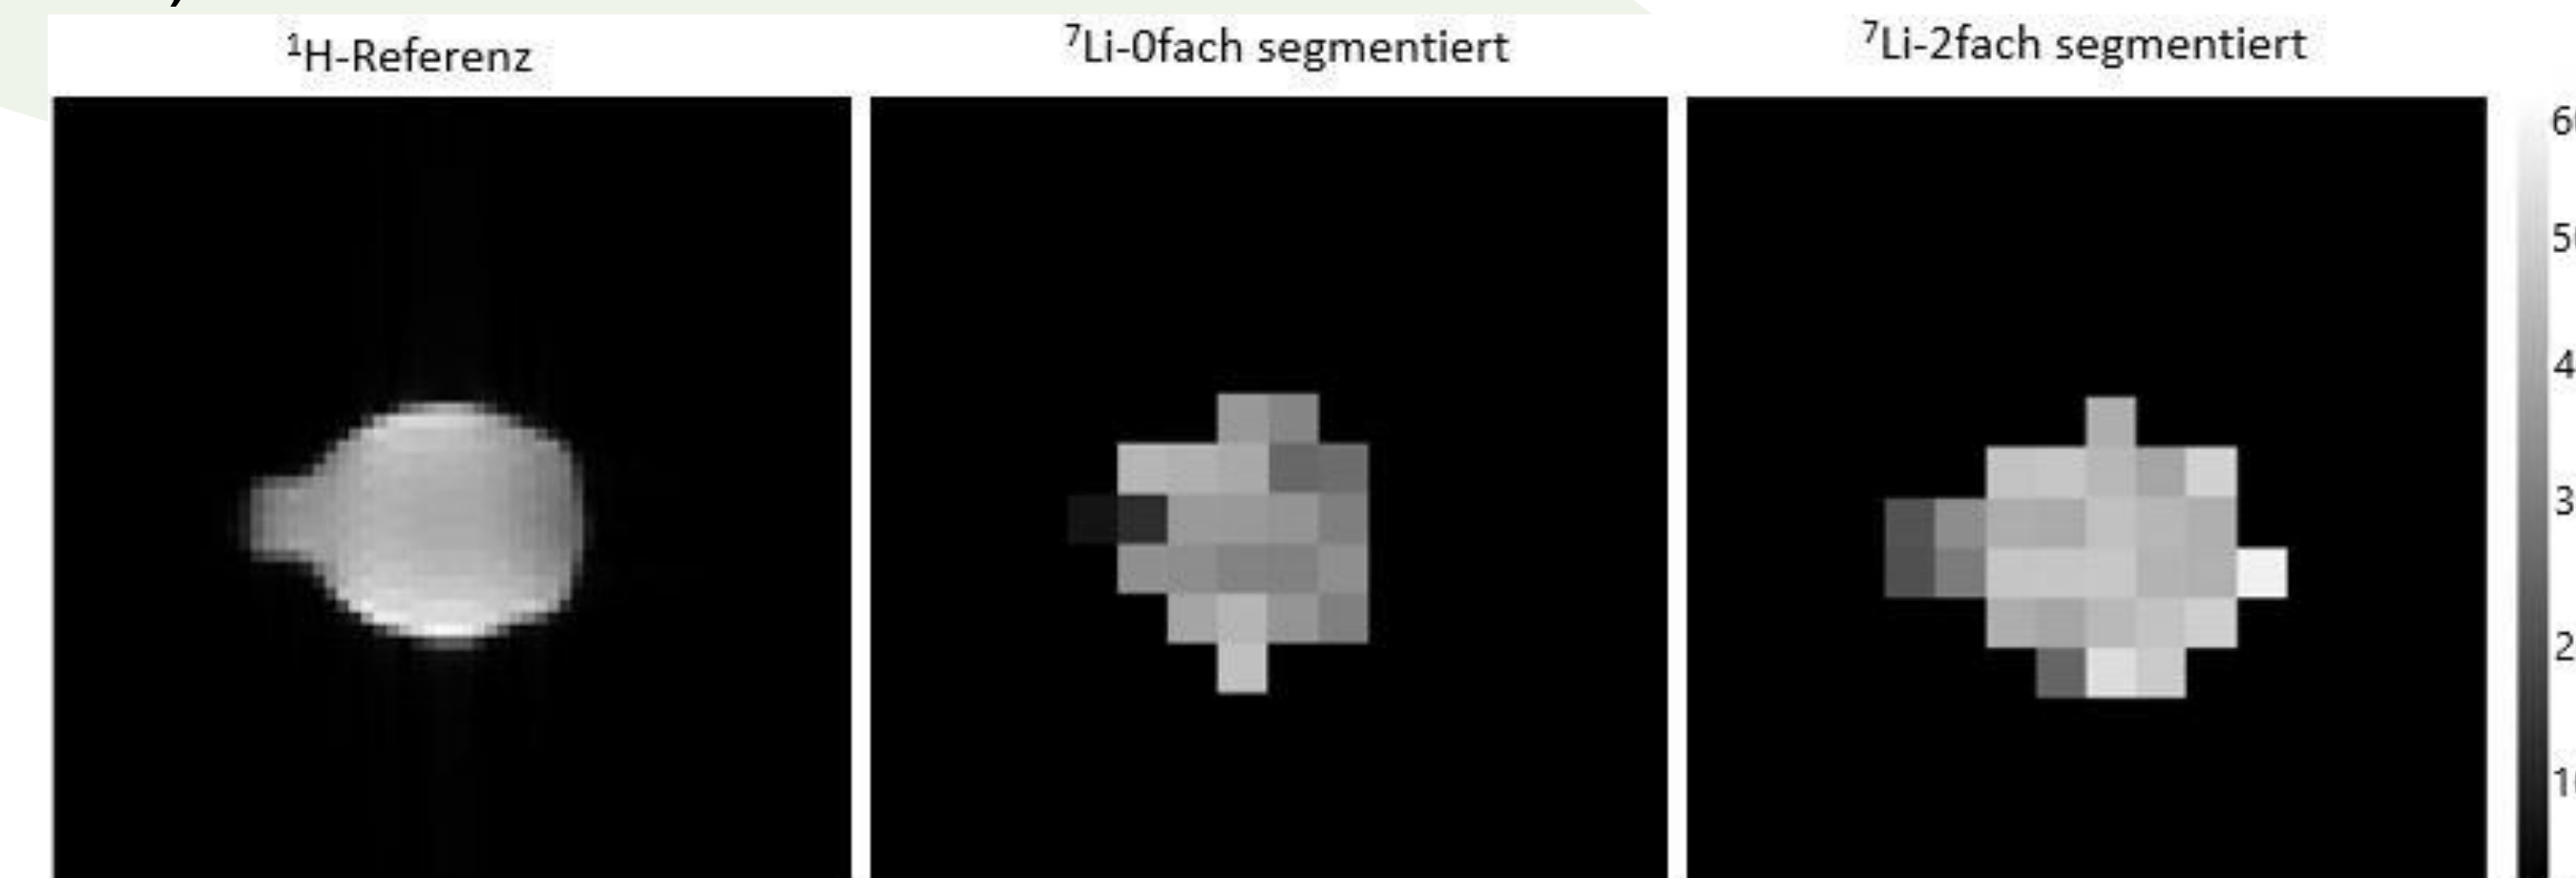 ¹H-Referenz
⁷Li-0fach segmentiert
⁷Li-2fach segmentiert